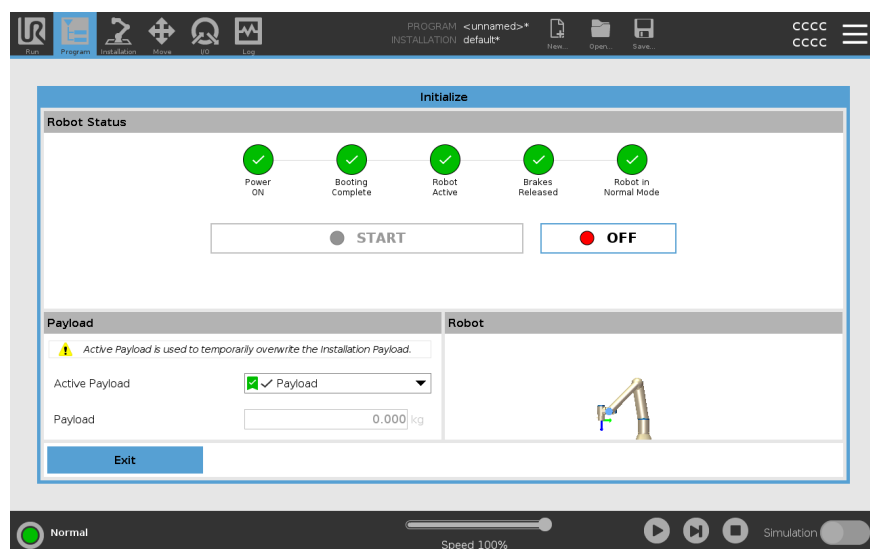 UR
PROGRAM <unnamed>*
INSTALLATION default*
cccc
cccc
Run Program Installation Move I/O Log New... Open... Save...
Initialize
Robot Status
Power
ON
Booting
Complete
Robot
Active
Brakes
Released
Robot in
Normal Mode
START
OFF
Payload
Robot
Active Payload is used to temporarily overwrite the Installation Payload.
Active Payload Payload
Payload 0.000 kg
Exit
Normal
Speed 100%
Simulation